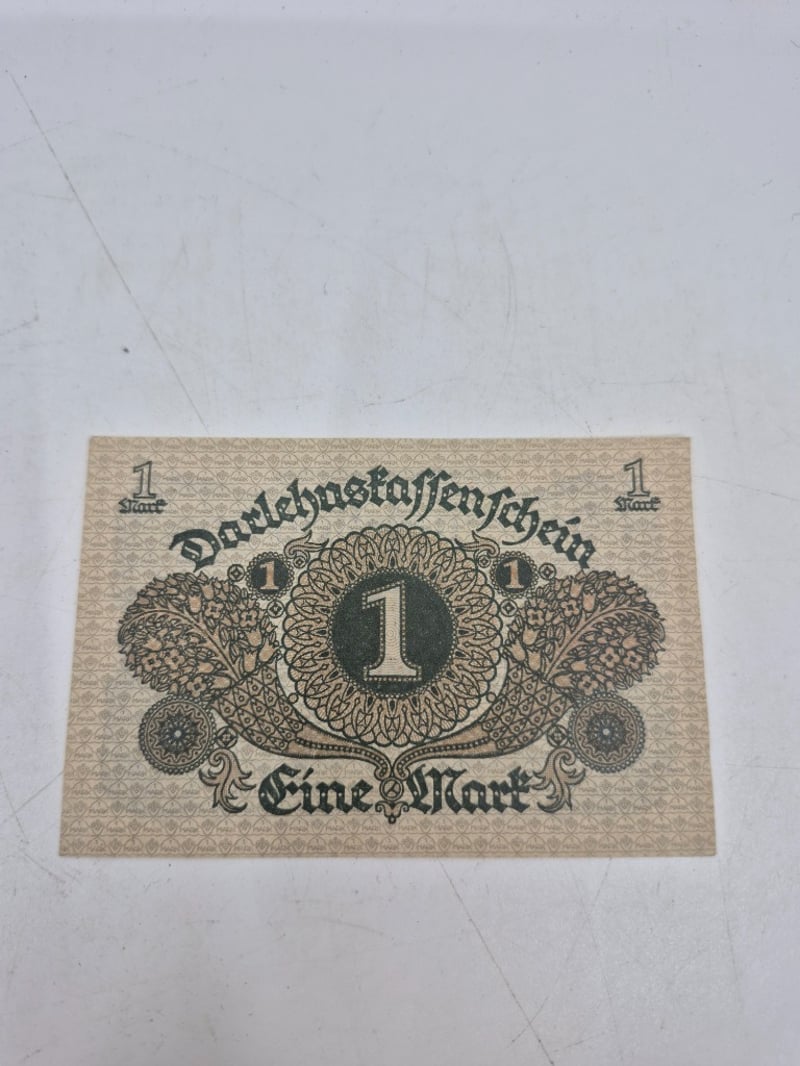 1 1
Mark Mark
Darlehnskassenschein
1 1
1
Eine Mark